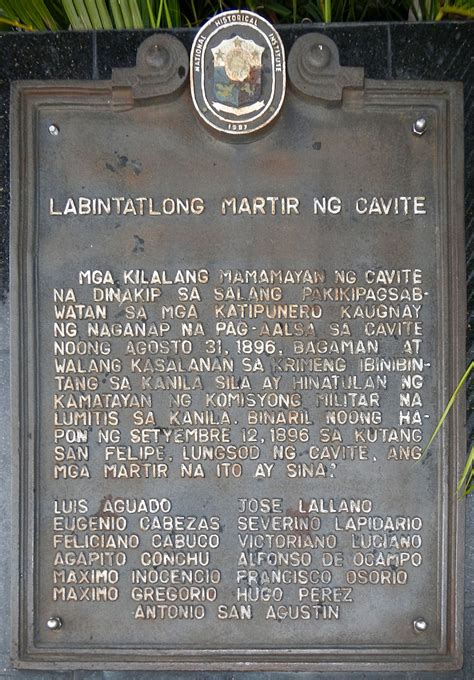 NATIONAL HISTORICAL INSTITUTE
1987
LABINTATLONG MARTIR NG CAVITE
MGA KILALANG MAMAMAYAN NG CAVITE
NA DINAKIP SA SALANG PAKIKIPAGSAB-
WATAN SA MGA KATIPUNERO KAUGNAY
NG NAGANAP NA PAG-AALSA SA CAVITE
NOONG AGOSTO 31, 1896, BAGAMAN AT
WALANG KASALANAN SA KRIMENG IBINIBIN-
TANG SA KANILA SILA AY HINATULAN NG
KAMATAYAN NG KOMISYONG MILITAR NA
LUMITIS SA KANILA. BINARIL NOONG HA-
PON NG SETYEMBRE 12, 1896 SA KUTANG
SAN FELIPE, LUNGSOD NG CAVITE, ANG
MGA MARTIR NA ITO AY SINA:
LUIS AGUADO JOSE LALLANO
EUGENIO CABEZAS SEVERINO LAPIDARIO
FELICIANO CABUCO VICTORIANO LUCIANO
AGAPITO CONCHU ALFONSO DE OCAMPO
MAXIMO INOCENCIO FRANCISCO OSORIO
MAXIMO GREGORIO HUGO PEREZ
ANTONIO SAN AGUSTIN